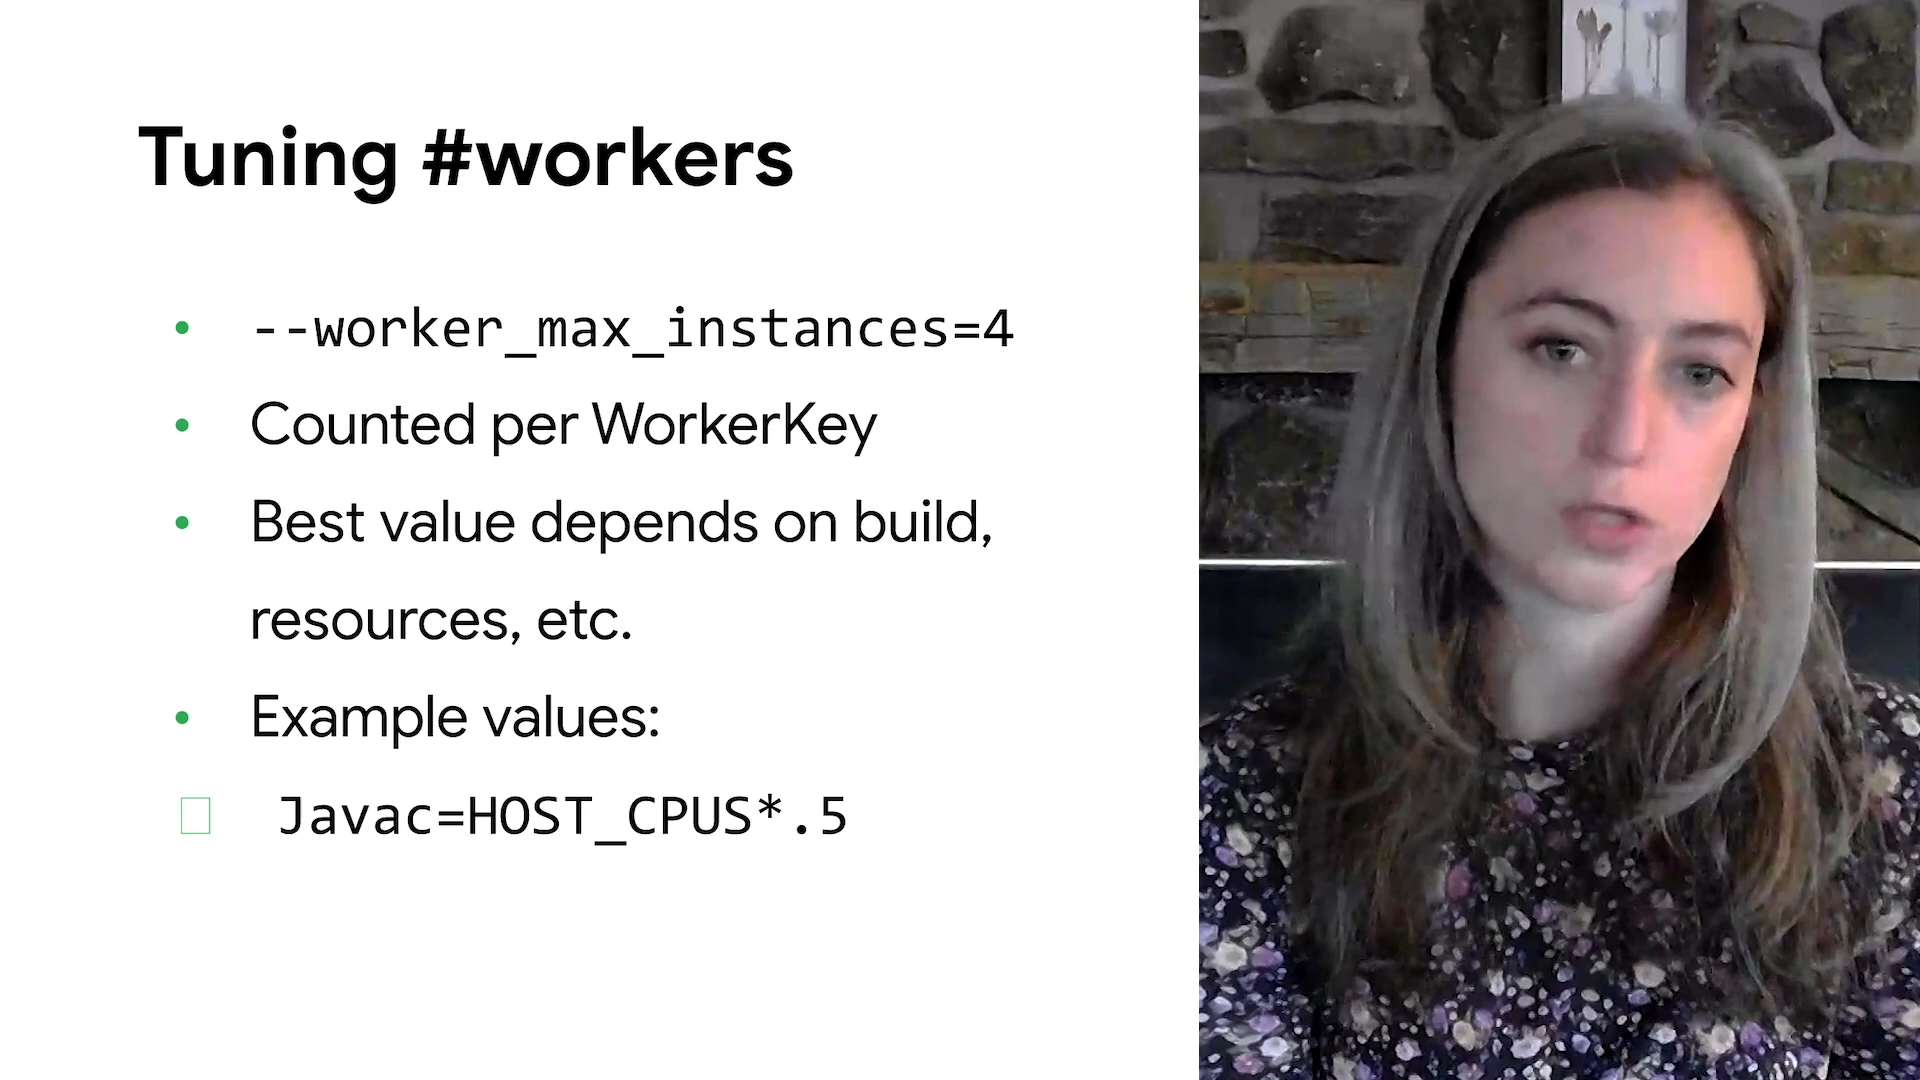 Tuning #workers
• --worker_max_instances=4
• Counted per WorkerKey
• Best value depends on build,
resources, etc.
• Example values:
Javac=HOST_CPUS*.5